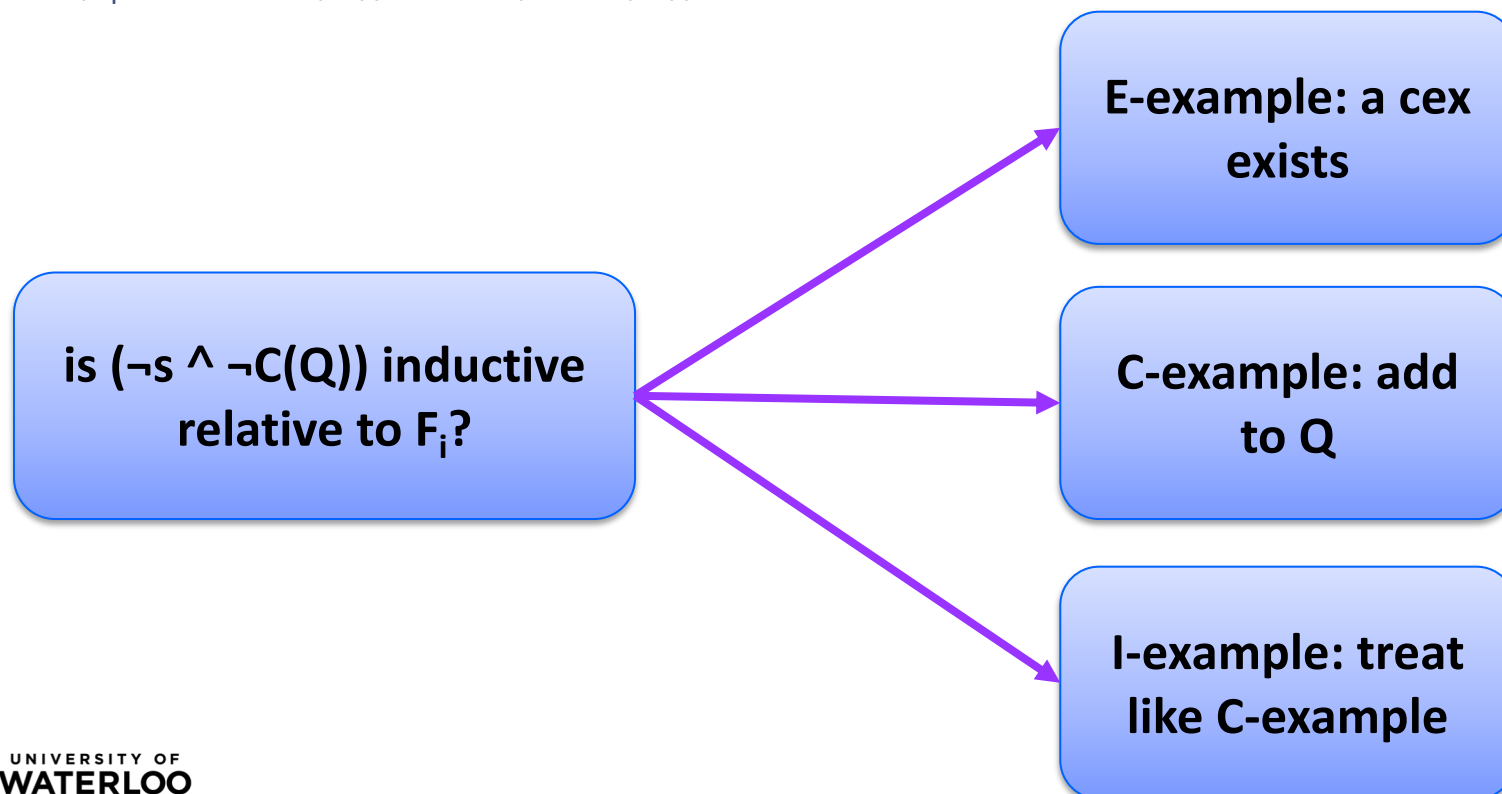 is (¬s ^ ¬C(Q)) inductive
relative to Fᵢ?
E-example: a cex
exists
C-example: add
to Q
I-example: treat
like C-example
UNIVERSITY OF
WATERLOO